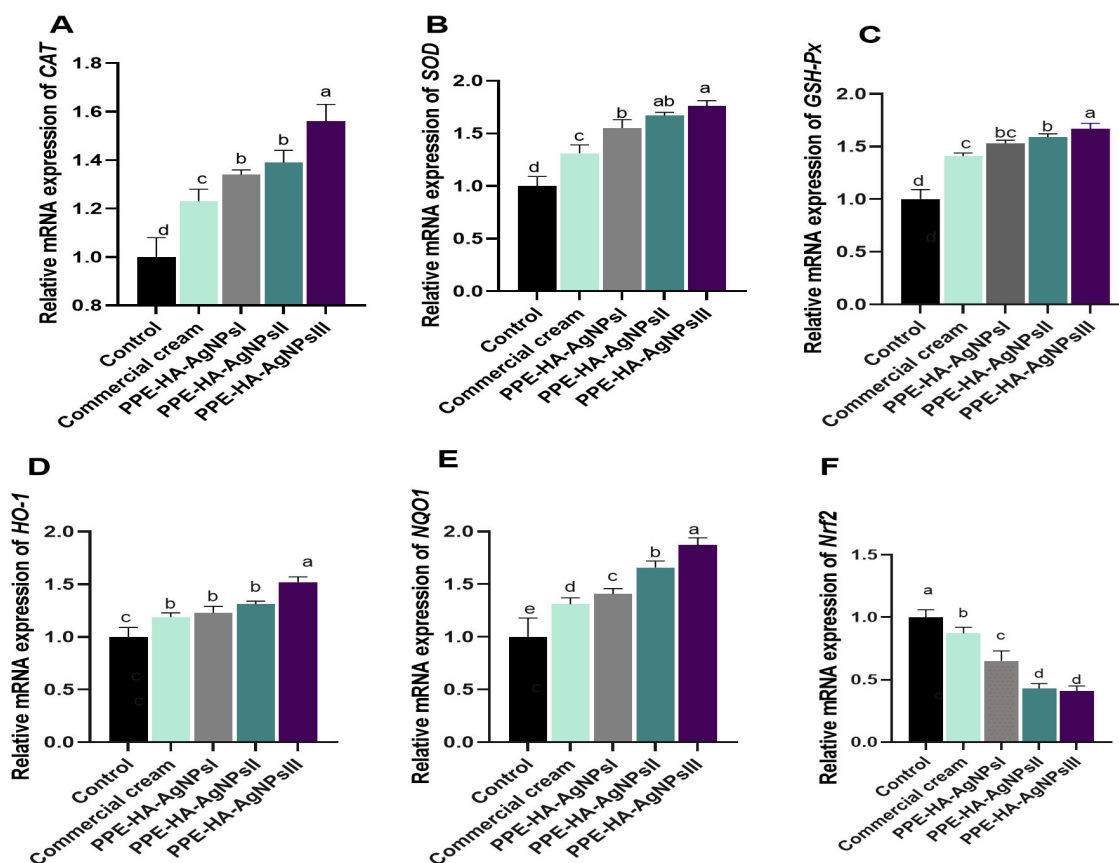 A
Relative mRNA expression of CAT
1.8
1.6
1.4
1.2
1.0
0.8
d
c
b
b
a
Control
Commercial cream
PPE-HA-AgNPsI
PPE-HA-AgNPsII
PPE-HA-AgNPsIII
B
Relative mRNA expression of SOD
2.0
1.5
1.0
0.5
0.0
d
c
b
ab
a
Control
Commercial cream
PPE-HA-AgNPsI
PPE-HA-AgNPsII
PPE-HA-AgNPsIII
C
Relative mRNA expression of GSH-Px
2.0
1.5
1.0
0.5
0.0
d
d
c
bc
b
a
Control
Commercial cream
PPE-HA-AgNPsI
PPE-HA-AgNPsII
PPE-HA-AgNPsIII
D
Relative mRNA expression of HO-1
2.0
1.5
1.0
0.5
0.0
c
c
c
b
b
b
a
Control
Commercial cream
PPE-HA-AgNPsI
PPE-HA-AgNPsII
PPE-HA-AgNPsIII
E
Relative mRNA expression of NQO1
2.0
1.5
1.0
0.5
0.0
e
c
d
c
b
a
Control
Commercial cream
PPE-HA-AgNPsI
PPE-HA-AgNPsII
PPE-HA-AgNPsIII
F
Relative mRNA expression of Nrf2
1.5
1.0
0.5
0.0
a
c
b
c
d
d
Control
Commercial cream
PPE-HA-AgNPsI
PPE-HA-AgNPsII
PPE-HA-AgNPsIII